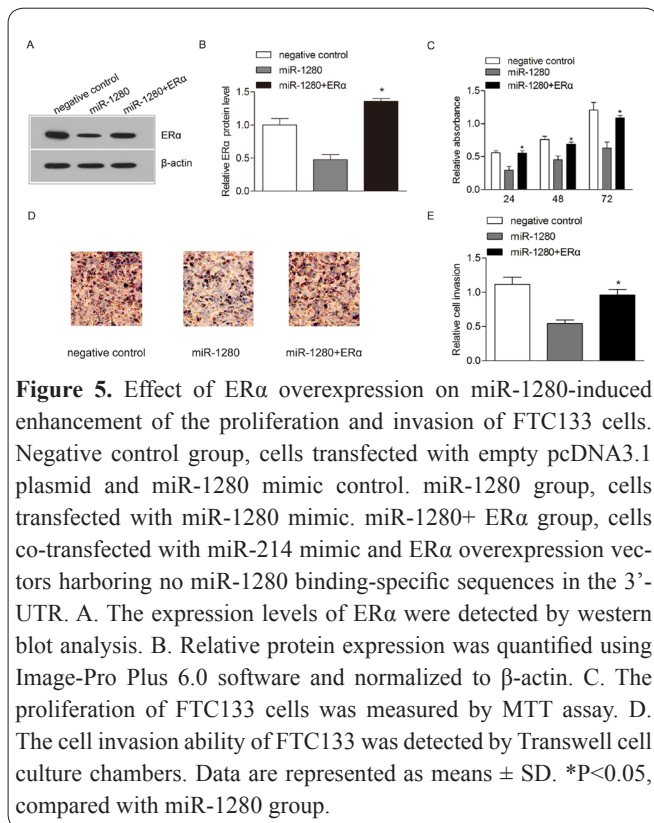 A
negative control
miR-1280
miR-1280+ERα
ERα
β-actin
B
negative control
miR-1280
miR-1280+ERα
Relative ERα protein level
1.5
1.0
0.5
0.0
*
C
negative control
miR-1280
miR-1280+ERα
Relative absorbance
1.5
1.0
0.5
0.0
* * *
24 48 72
D
negative control miR-1280 miR-1280+ERα
E
negative control
miR-1280
miR-1280+ERα
Relative cell invasion
1.5
1.0
0.5
0.0
*
Figure 5. Effect of ERα overexpression on miR-1280-induced
enhancement of the proliferation and invasion of FTC133 cells.
Negative control group, cells transfected with empty pcDNA3.1
plasmid and miR-1280 mimic control. miR-1280 group, cells
transfected with miR-1280 mimic. miR-1280+ ERα group, cells
co-transfected with miR-214 mimic and ERα overexpression vec-
tors harboring no miR-1280 binding-specific sequences in the 3’-
UTR. A. The expression levels of ERα were detected by western
blot analysis. B. Relative protein expression was quantified using
Image-Pro Plus 6.0 software and normalized to β-actin. C. The
proliferation of FTC133 cells was measured by MTT assay. D.
The cell invasion ability of FTC133 was detected by Transwell cell
culture chambers. Data are represented as means ± SD. *P<0.05,
compared with miR-1280 group.